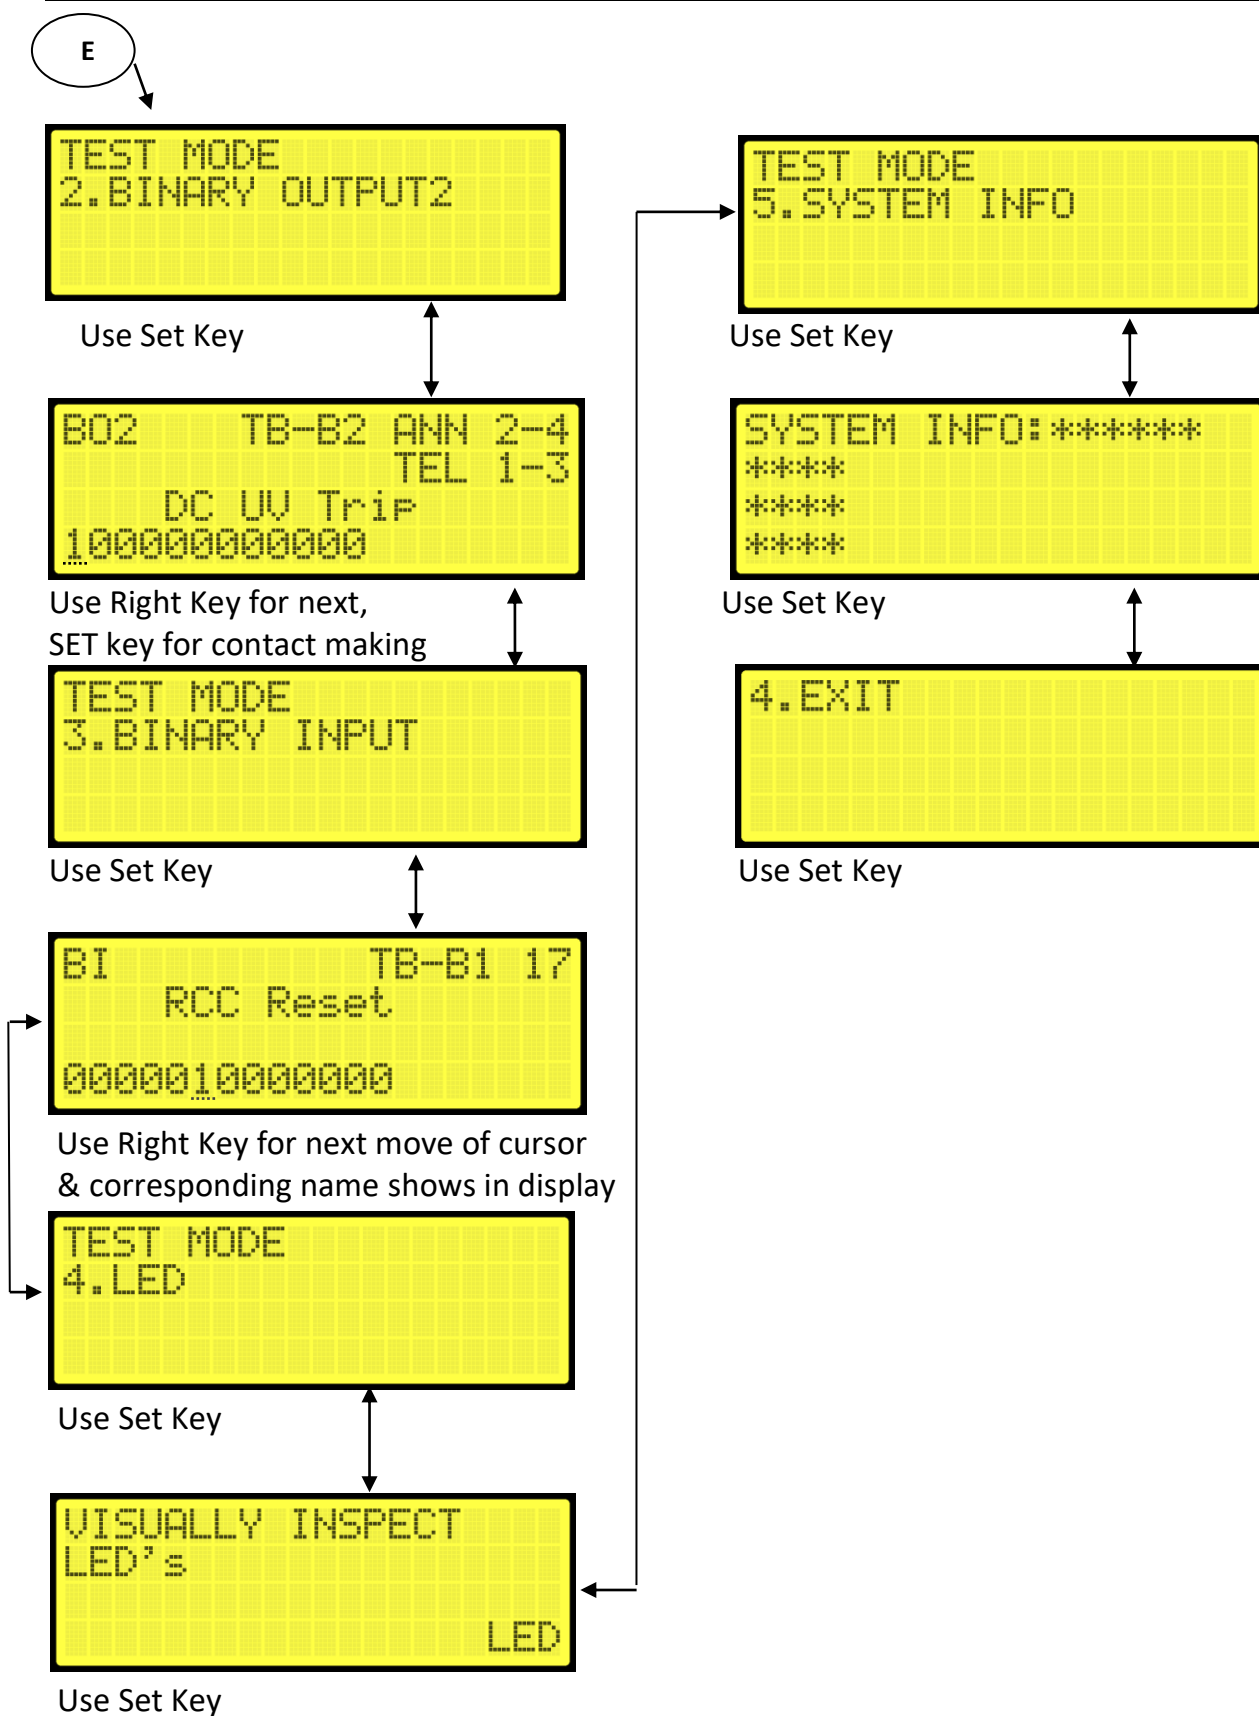 E
TEST MODE
2.BINARY OUTPUT2
Use Set Key
BO2 TB-B2 ANN 2-4
TEL 1-3
DC UV Trip
100000000000
Use Right Key for next,
SET key for contact making
TEST MODE
3.BINARY INPUT
Use Set Key
BI TB-B1 17
RCC Reset
0000010000000
Use Right Key for next move of cursor
& corresponding name shows in display
TEST MODE
4.LED
Use Set Key
VISUALLY INSPECT
LED's
LED
Use Set Key
TEST MODE
5.SYSTEM INFO
Use Set Key
SYSTEM INFO:******
****
****
****
Use Set Key
4.EXIT
Use Set Key